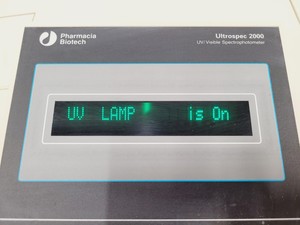 Pharmacia
Biotech
Ultrospec 2000
UV/Visible Spectrophotometer
UV LAMP is On